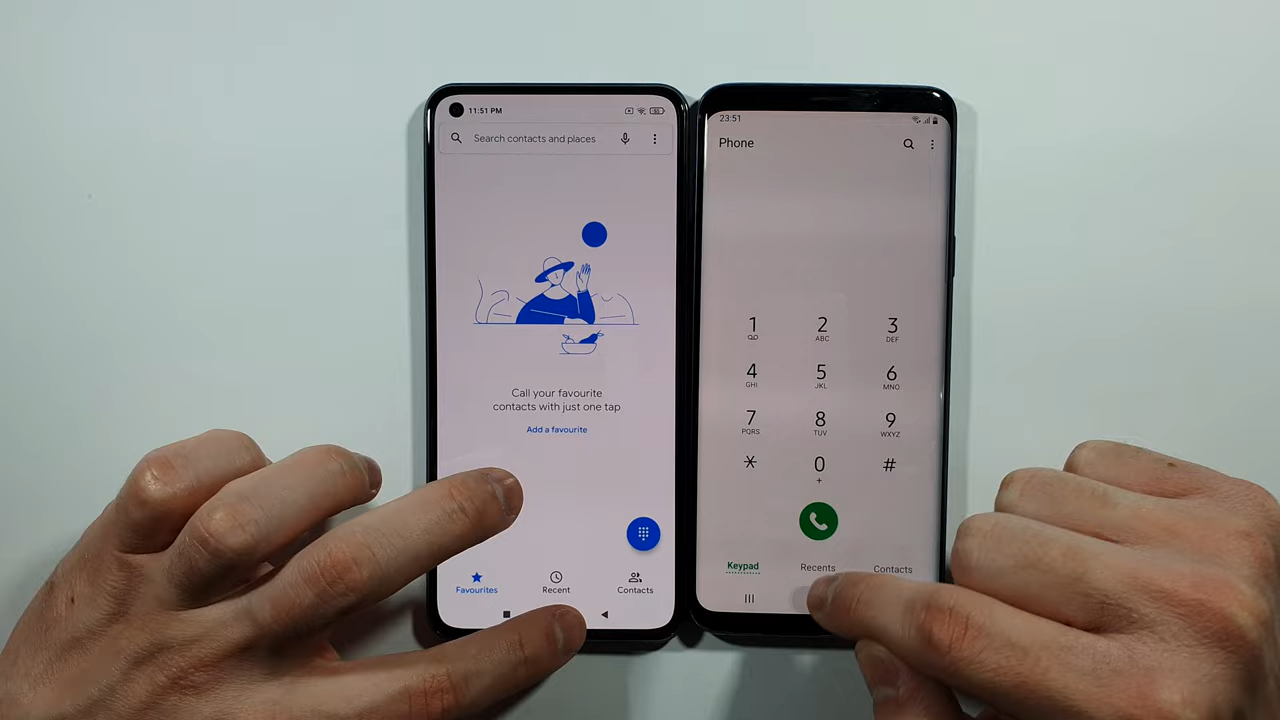 11:51 PM
Search contacts and places
Call your favourite
contacts with just one tap
Add a favourite
Favourites
Recent
Contacts
23:51
Phone
1
2
ABC
3
DEF
4
GHI
5
JKL
6
MNO
7
PQRS
8
TUV
9
WXYZ
*
0
+
#
Keypad
Recents
Contacts